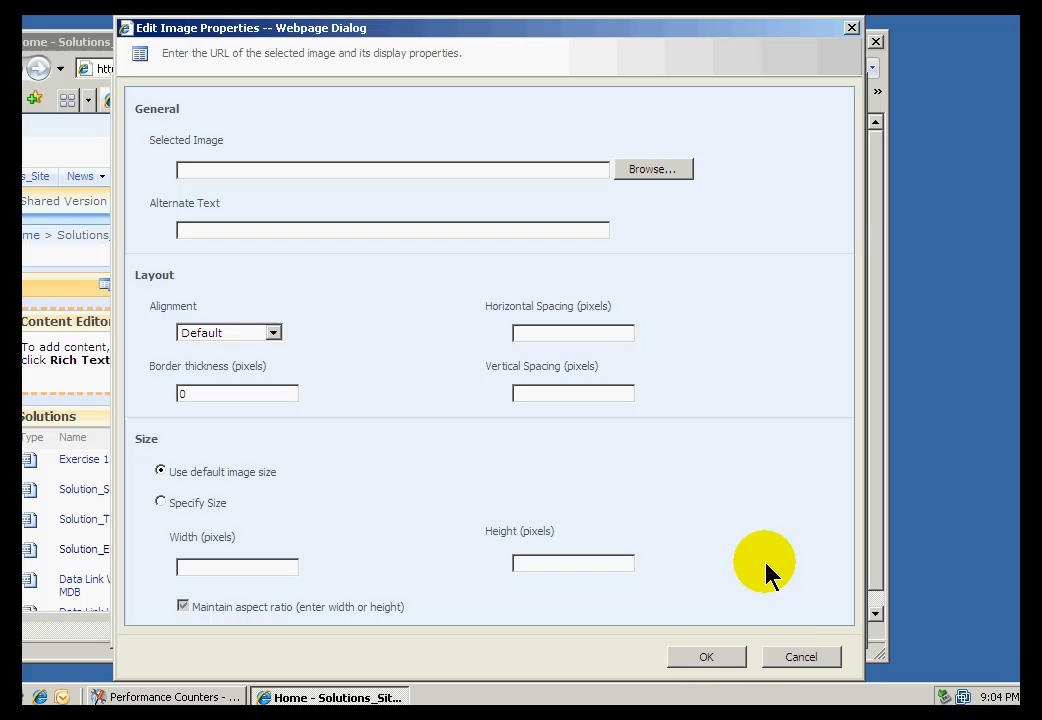 Edit Image Properties -- Webpage Dialog
Enter the URL of the selected image and its display properties.
General
Selected Image
Browse...
Alternate Text
Layout
Alignment
Horizontal Spacing (pixels)
Default
Border thickness (pixels)
Vertical Spacing (pixels)
0
Size
Use default image size
Specify Size
Width (pixels)
Height (pixels)
Maintain aspect ratio (enter width or height)
OK
Cancel
ome - Solutions_
htt
»
s_Site
News
Shared Version
me > Solutions_
Content Editor
To add content,
click Rich Text
Solutions
Type
Name
Exercise 1
Solution_S
Solution_T
Solution_E
Data Link W
MDB
Performance Counters - ...
Home - Solutions_Sit...
9:04 PM